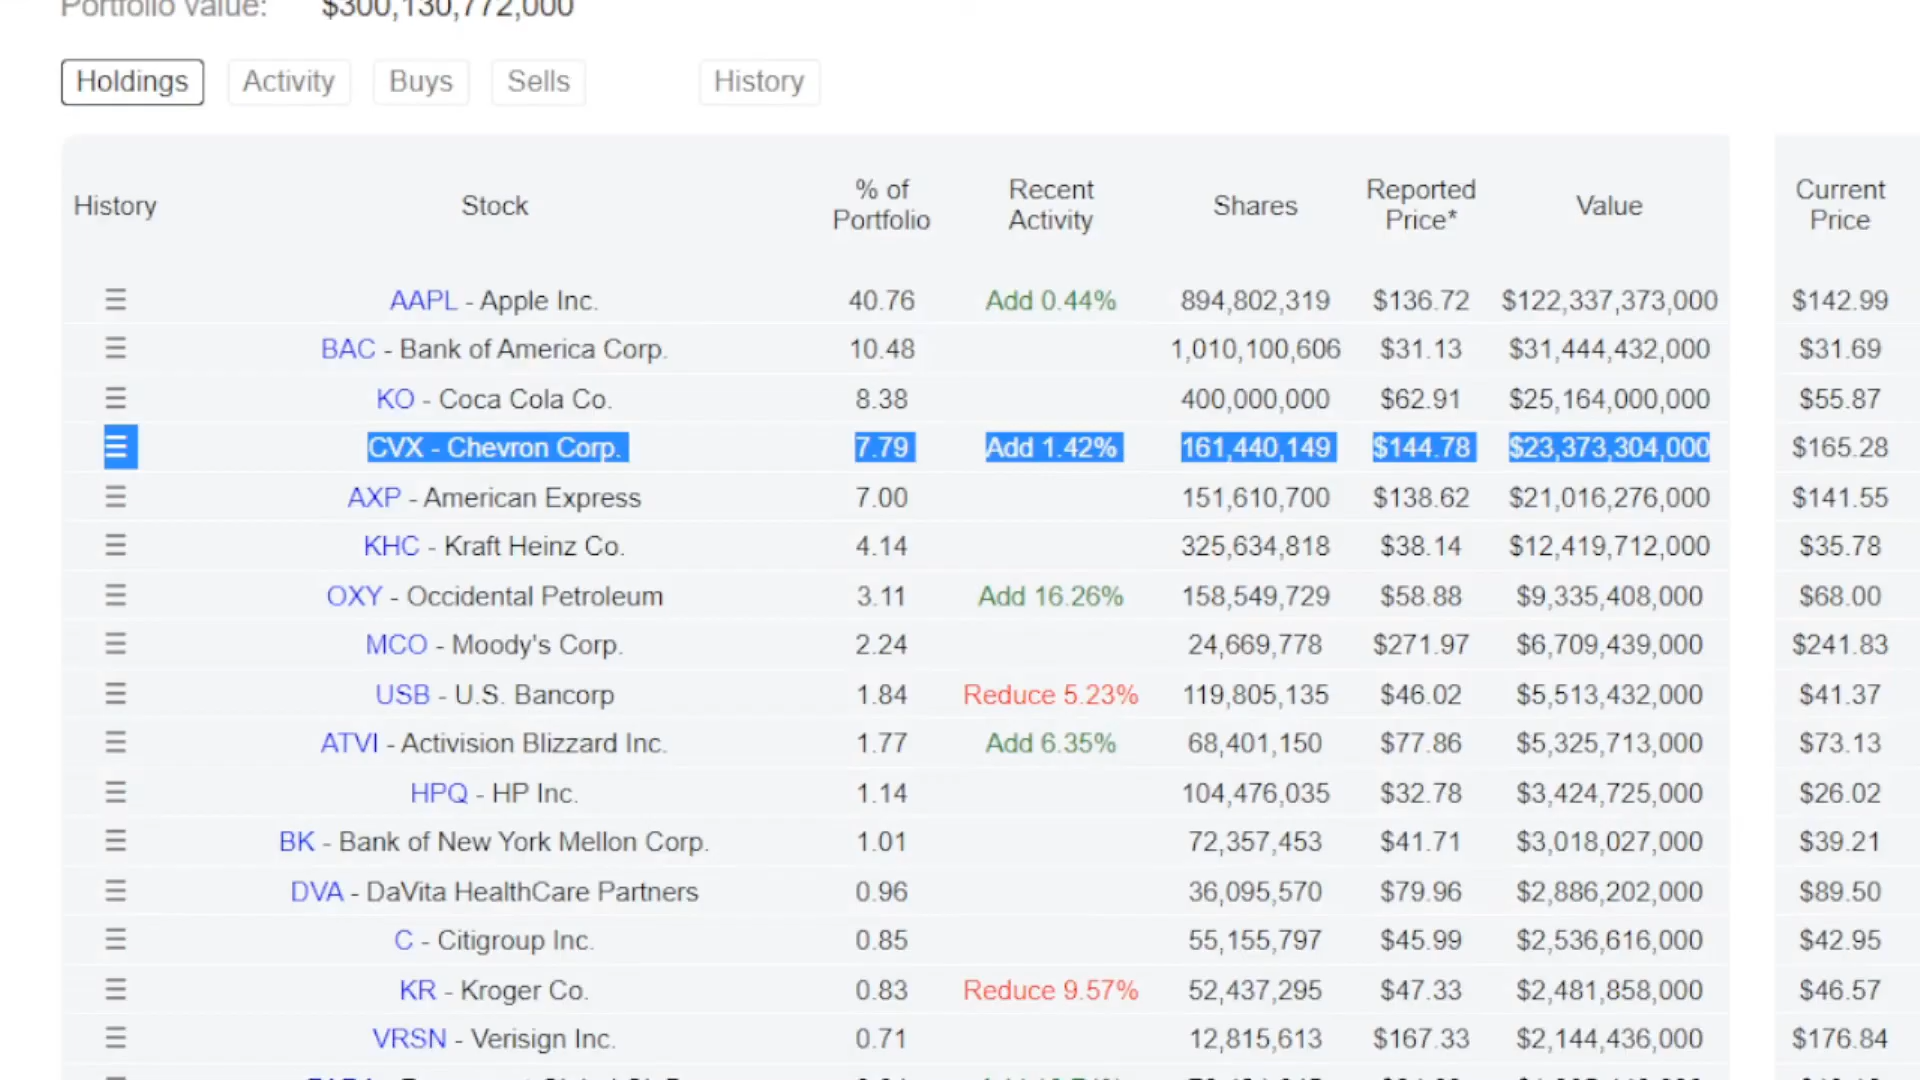 Portfolio value: $300,130,772,000
Holdings Activity Buys Sells History
History Stock % of Portfolio Recent Activity Shares Reported Price* Value Current Price
☰ AAPL - Apple Inc. 40.76 Add 0.44% 894,802,319 $136.72 $122,337,373,000 $142.99
☰ BAC - Bank of America Corp. 10.48 1,010,100,606 $31.13 $31,444,432,000 $31.69
☰ KO - Coca Cola Co. 8.38 400,000,000 $62.91 $25,164,000,000 $55.87
☰ CVX - Chevron Corp. 7.79 Add 1.42% 161,440,149 $144.78 $23,373,304,000 $165.28
☰ AXP - American Express 7.00 151,610,700 $138.62 $21,016,276,000 $141.55
☰ KHC - Kraft Heinz Co. 4.14 325,634,818 $38.14 $12,419,712,000 $35.78
☰ OXY - Occidental Petroleum 3.11 Add 16.26% 158,549,729 $58.88 $9,335,408,000 $68.00
☰ MCO - Moody's Corp. 2.24 24,669,778 $271.97 $6,709,439,000 $241.83
☰ USB - U.S. Bancorp 1.84 Reduce 5.23% 119,805,135 $46.02 $5,513,432,000 $41.37
☰ ATVI - Activision Blizzard Inc. 1.77 Add 6.35% 68,401,150 $77.86 $5,325,713,000 $73.13
☰ HPQ - HP Inc. 1.14 104,476,035 $32.78 $3,424,725,000 $26.02
☰ BK - Bank of New York Mellon Corp. 1.01 72,357,453 $41.71 $3,018,027,000 $39.21
☰ DVA - DaVita HealthCare Partners 0.96 36,095,570 $79.96 $2,886,202,000 $89.50
☰ C - Citigroup Inc. 0.85 55,155,797 $45.99 $2,536,616,000 $42.95
☰ KR - Kroger Co. 0.83 Reduce 9.57% 52,437,295 $47.33 $2,481,858,000 $46.57
☰ VRSN - Verisign Inc. 0.71 12,815,613 $167.33 $2,144,436,000 $176.84